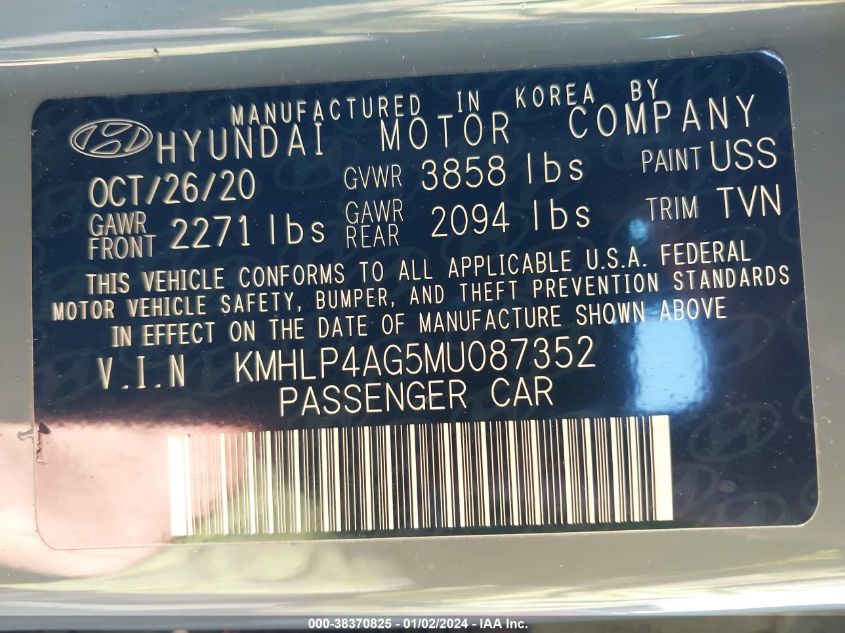 MANUFACTURED IN KOREA BY
HYUNDAI MOTOR COMPANY
OCT/26/20 GVWR 3858 lbs PAINT USS
GAWR FRONT 2271 lbs GAWR REAR 2094 lbs TRIM TVN
THIS VEHICLE CONFORMS TO ALL APPLICABLE U.S.A. FEDERAL
MOTOR VEHICLE SAFETY, BUMPER, AND THEFT PREVENTION STANDARDS
IN EFFECT ON THE DATE OF MANUFACTURE SHOWN ABOVE
V.I.N KMHLP4AG5MU087352
PASSENGER CAR
000-38370825 - 01/02/2024 - IAA Inc.